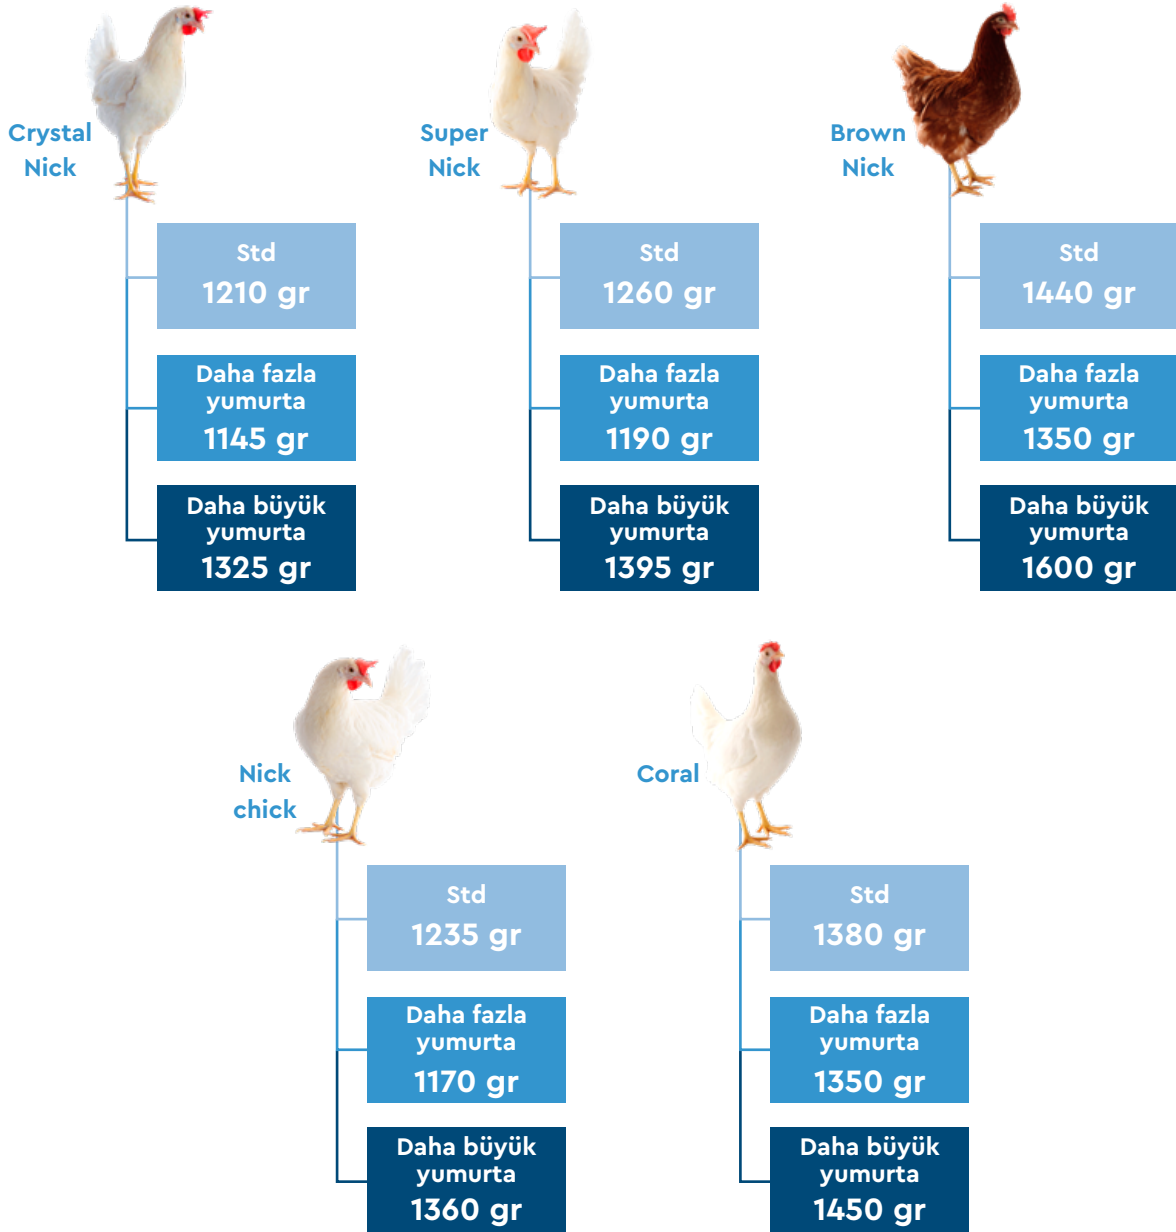 Crystal
Nick
Std
1210 gr
Daha fazla
yumurta
1145 gr
Daha büyük
yumurta
1325 gr
Super
Nick
Std
1260 gr
Daha fazla
yumurta
1190 gr
Daha büyük
yumurta
1395 gr
Brown
Nick
Std
1440 gr
Daha fazla
yumurta
1350 gr
Daha büyük
yumurta
1600 gr
Nick
chick
Std
1235 gr
Daha fazla
yumurta
1170 gr
Daha büyük
yumurta
1360 gr
Coral
Std
1380 gr
Daha fazla
yumurta
1350 gr
Daha büyük
yumurta
1450 gr